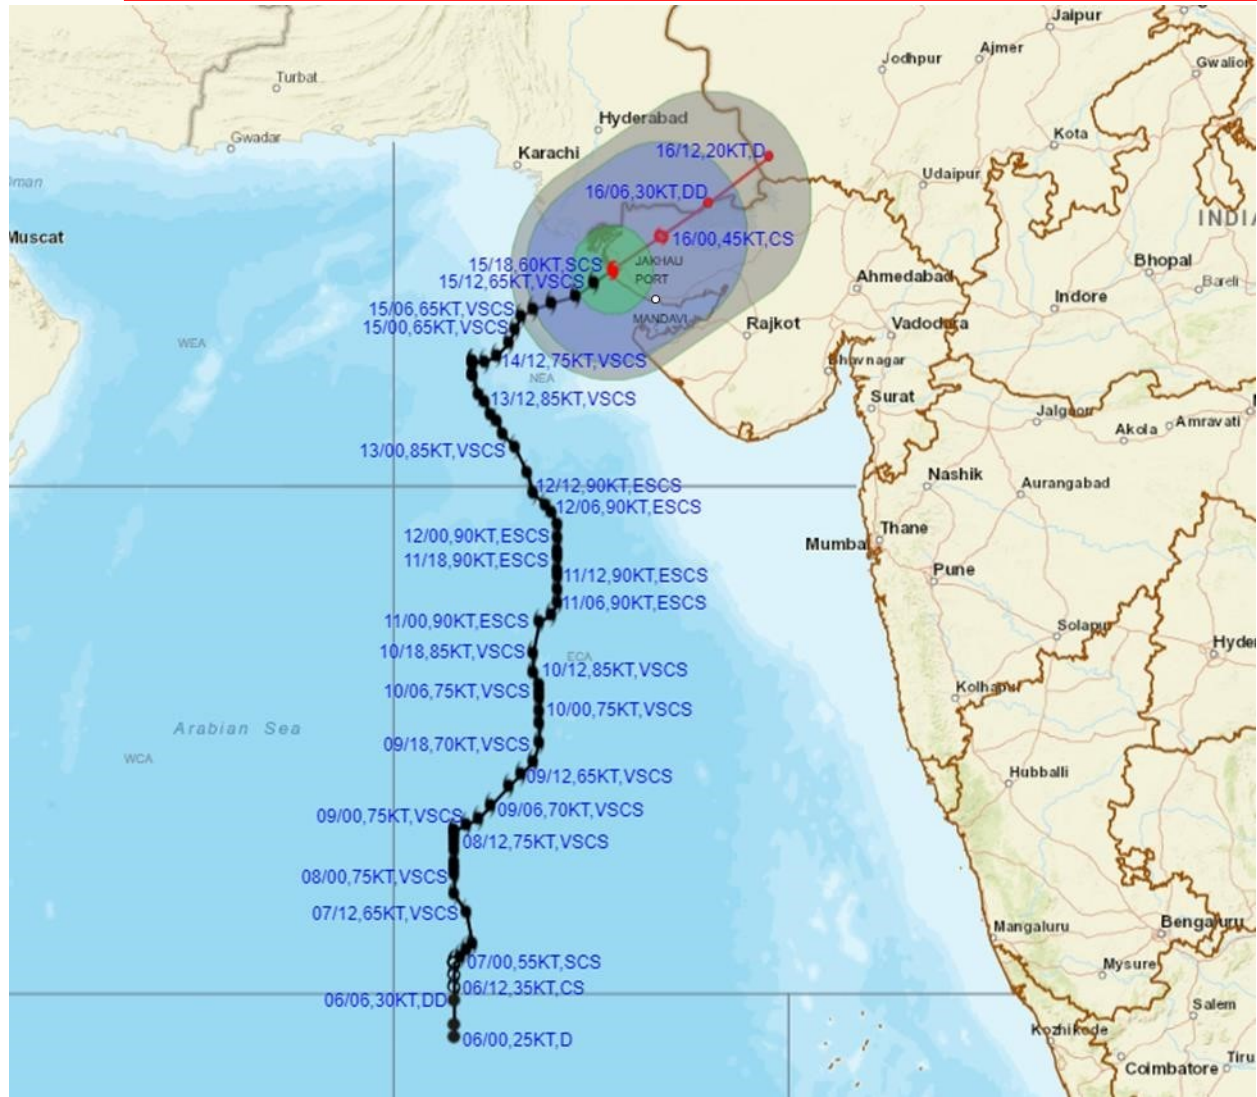 Jaipur
Ajmer
Jodhpur
Gwalior
Turbat
Gwadar
Hyderabad
Karachi
Kota
16/12,20KT,D
Udaipur
16/06,30KT,DD
Muscat
16/00,45KT,CS
15/18,60KT,SCS
JAKHAU
PORT
15/12,65KT,VSCS
Bhopal
Ahmedabad
Bareli
Indore
15/06,65KT,VSCS
MANDAVI
Rajkot
Vadodara
15/00,65KT,VSCS
WEA
14/12,75KT,VSCS
Bhavnagar
NEA
13/12,85KT,VSCS
Surat
Jalgaon
Akola
Amravati
13/00,85KT,VSCS
Nashik
Aurangabad
12/12,90KT,ESCS
12/06,90KT,ESCS
12/00,90KT,ESCS
Thane
Mumbai
11/18,90KT,ESCS
11/12,90KT,ESCS
Pune
11/06,90KT,ESCS
11/00,90KT,ESCS
Solapur
10/18,85KT,VSCS
ECA
10/12,85KT,VSCS
10/06,75KT,VSCS
Kolhapur
10/00,75KT,VSCS
Arabian Sea
09/18,70KT,VSCS
WCA
09/12,65KT,VSCS
Hubballi
09/06,70KT,VSCS
09/00,75KT,VSCS
08/12,75KT,VSCS
08/00,75KT,VSCS
07/12,65KT,VSCS
Mangaluru
Bengaluru
07/00,55KT,SCS
Mysure
06/12,35KT,CS
06/06,30KT,DD
Salem
Kozhikode
06/00,25KT,D
Coimbatore